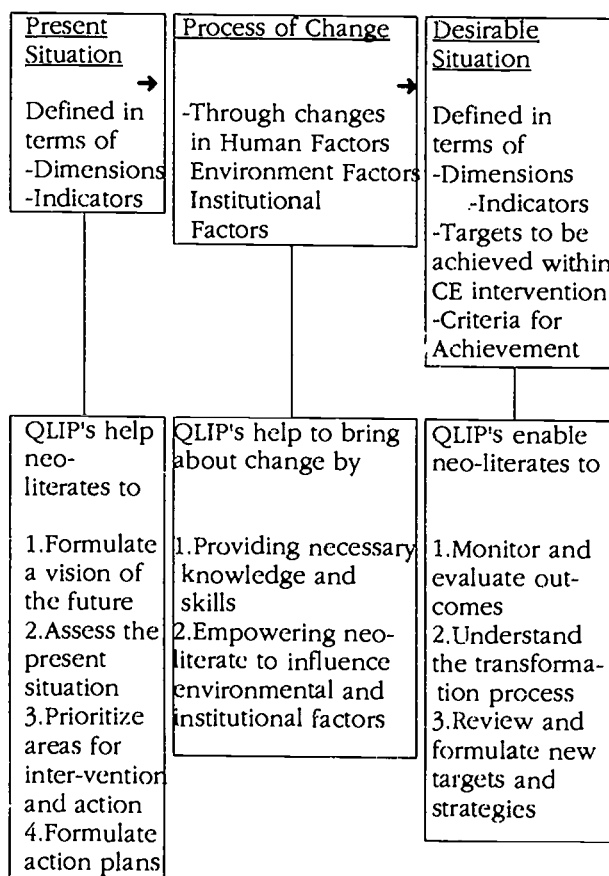 Present
Situation
→
Defined in
terms of
-Dimensions
-Indicators
Process of Change
→
-Through changes
in Human Factors
Environment Factors
Institutional
Factors
Desirable
Situation
Defined in
terms of
-Dimensions
-Indicators
-Targets to be
achieved within
CE intervention
-Criteria for
Achievement
QLIP's help
neo-
literates to
1.Formulate
a vision of
the future
2.Assess the
present
situation
3.Prioritize
areas for
inter-vention
and action
4.Formulate
action plans
QLIP's help to bring
about change by
1.Providing necessary
knowledge and
skills
2.Empowering neo-
literate to influence
environmental and
institutional factors
QLIP's enable
neo-literates to
1.Monitor and
evaluate out-
comes
2.Understand
the transforma-
tion process
3.Review and
formulate new
targets and
strategies